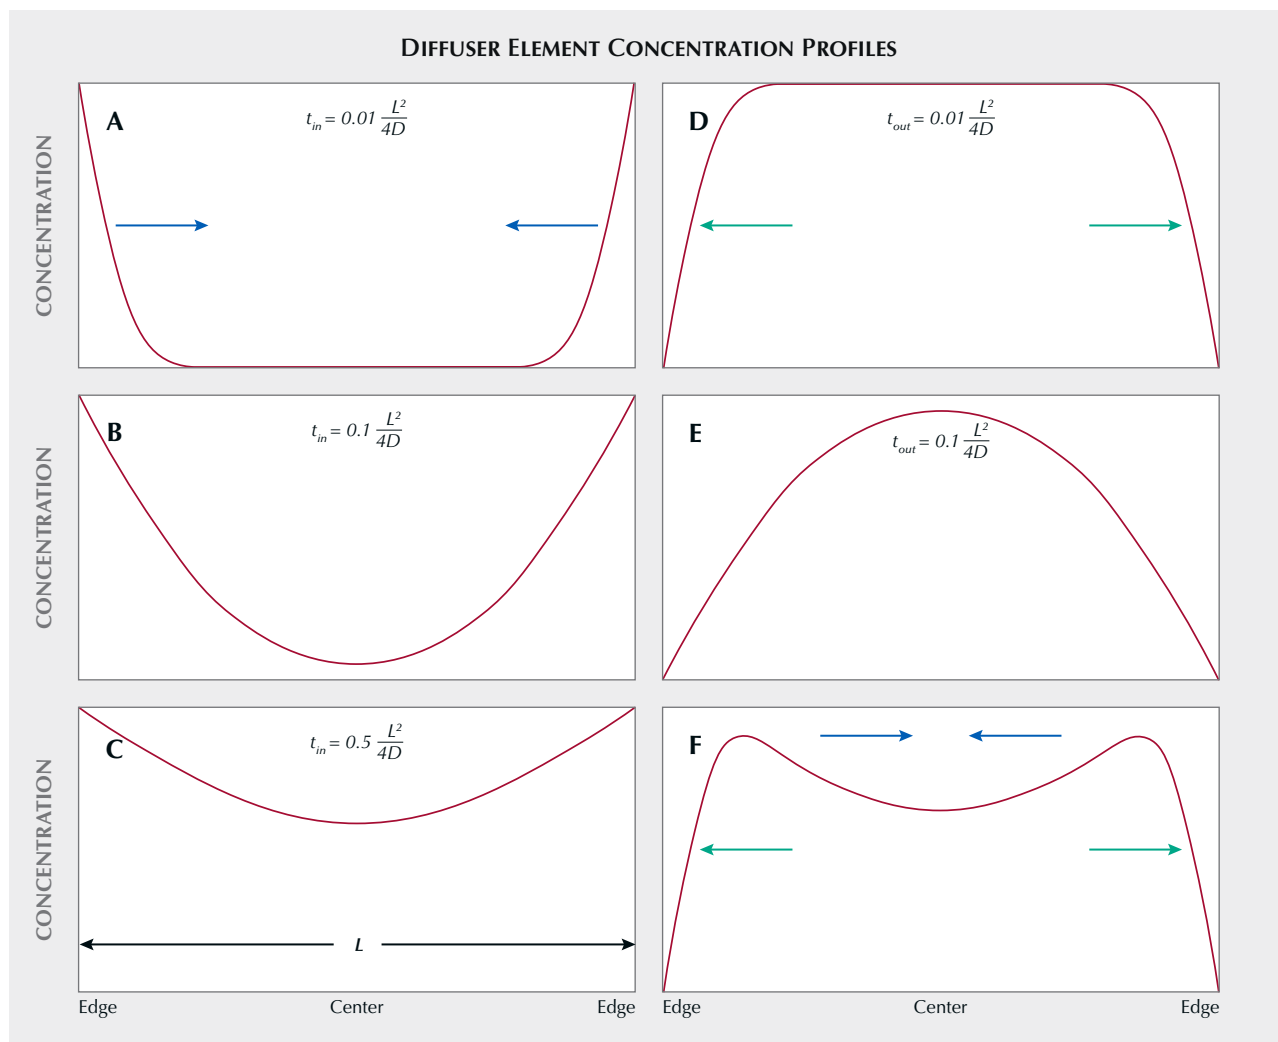 DIFFUSER ELEMENT CONCENTRATION PROFILES
CONCENTRATION
A
t_in = 0.01 L²/4D
D
t_out = 0.01 L²/4D
CONCENTRATION
B
t_in = 0.1 L²/4D
E
t_out = 0.1 L²/4D
CONCENTRATION
C
t_in = 0.5 L²/4D
F
L
Edge Center Edge
Edge Center Edge